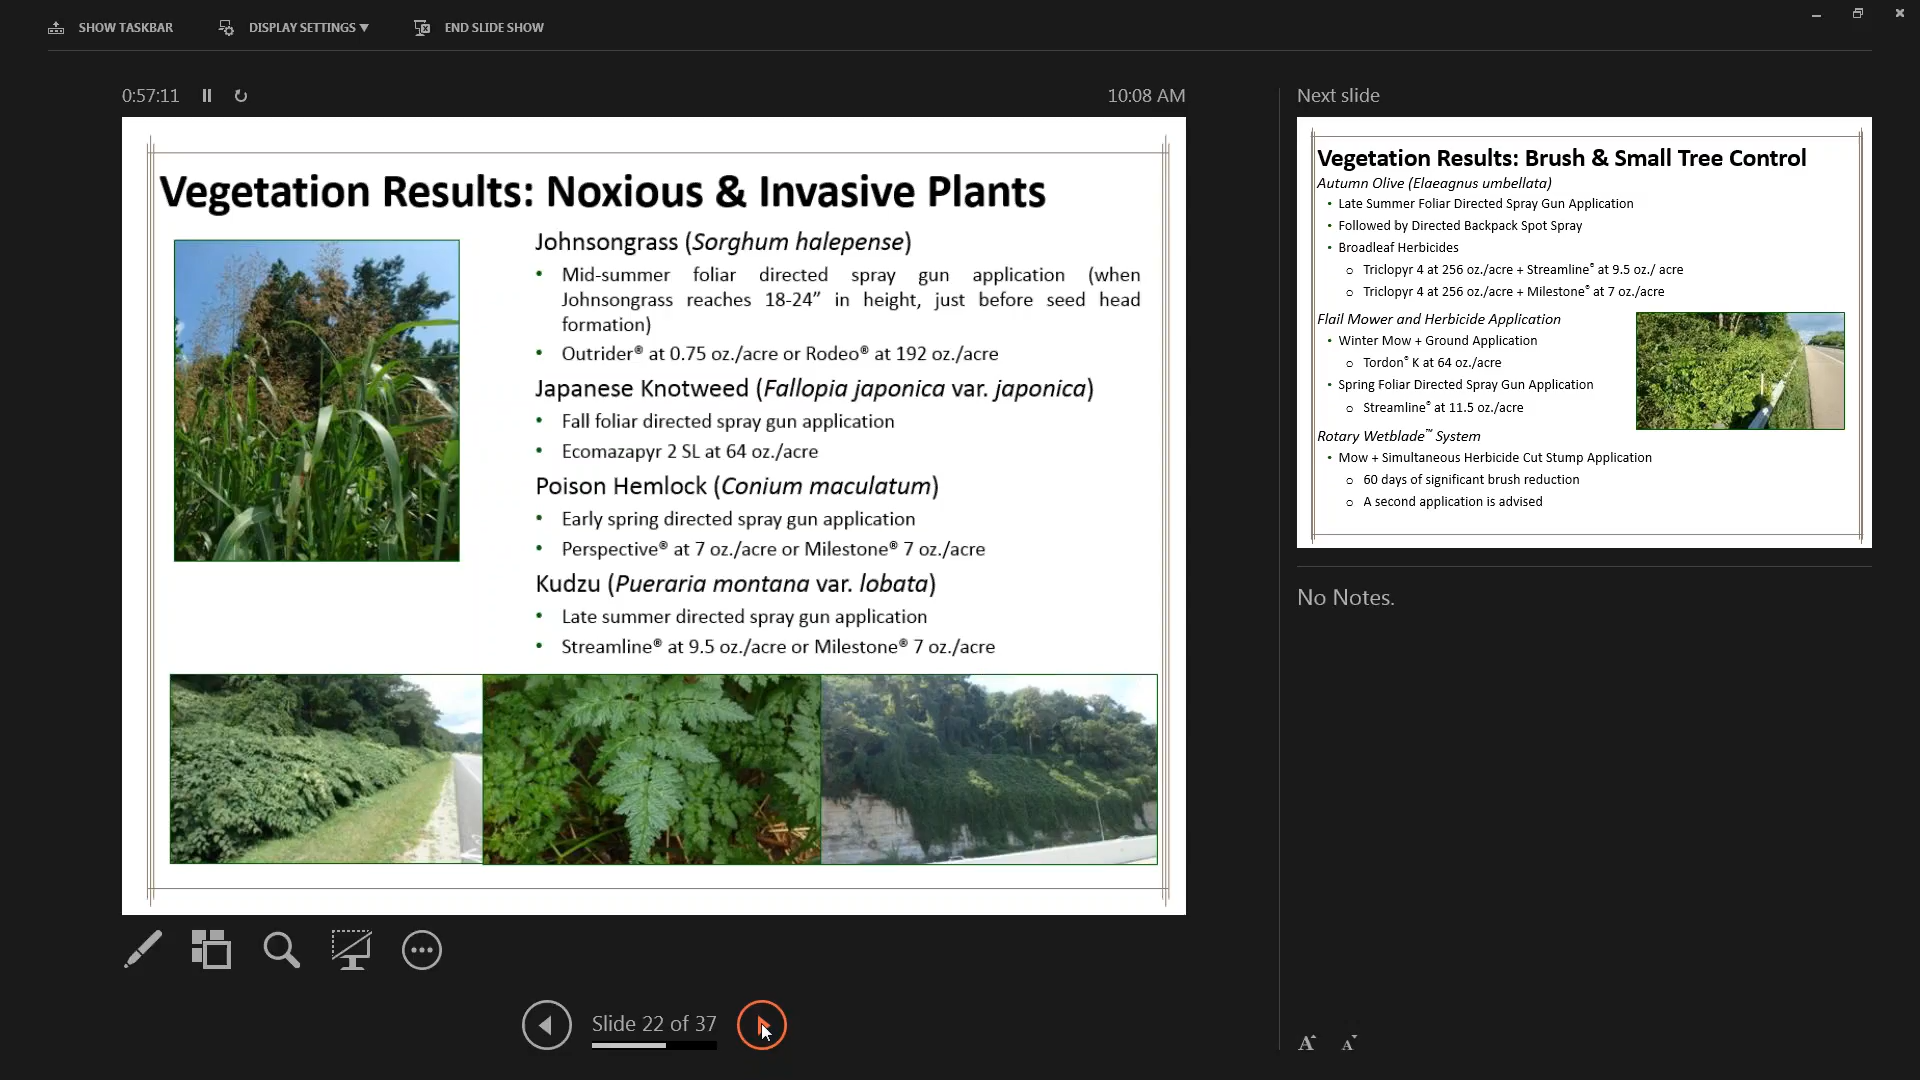 SHOW TASKBAR
DISPLAY SETTINGS ▼
END SLIDE SHOW
0:57:11
10:08 AM
Vegetation Results: Noxious & Invasive Plants
Johnsongrass (Sorghum halepense)
• Mid-summer foliar directed spray gun application (when
Johnsongrass reaches 18-24” in height, just before seed head
formation)
• Outrider® at 0.75 oz./acre or Rodeo® at 192 oz./acre
Japanese Knotweed (Fallopia japonica var. japonica)
• Fall foliar directed spray gun application
• Ecomazapyr 2 SL at 64 oz./acre
Poison Hemlock (Conium maculatum)
• Early spring directed spray gun application
• Perspective® at 7 oz./acre or Milestone® 7 oz./acre
Kudzu (Pueraria montana var. lobata)
• Late summer directed spray gun application
• Streamline® at 9.5 oz./acre or Milestone® 7 oz./acre
Slide 22 of 37
Next slide
Vegetation Results: Brush & Small Tree Control
Autumn Olive (Elaeagnus umbellata)
• Late Summer Foliar Directed Spray Gun Application
• Followed by Directed Backpack Spot Spray
• Broadleaf Herbicides
o Triclopyr 4 at 256 oz./acre + Streamline® at 9.5 oz./ acre
o Triclopyr 4 at 256 oz./acre + Milestone® at 7 oz./acre
Flail Mower and Herbicide Application
• Winter Mow + Ground Application
o Tordon® K at 64 oz./acre
• Spring Foliar Directed Spray Gun Application
o Streamline® at 11.5 oz./acre
Rotary Wetblade™ System
• Mow + Simultaneous Herbicide Cut Stump Application
o 60 days of significant brush reduction
o A second application is advised
No Notes.
A A